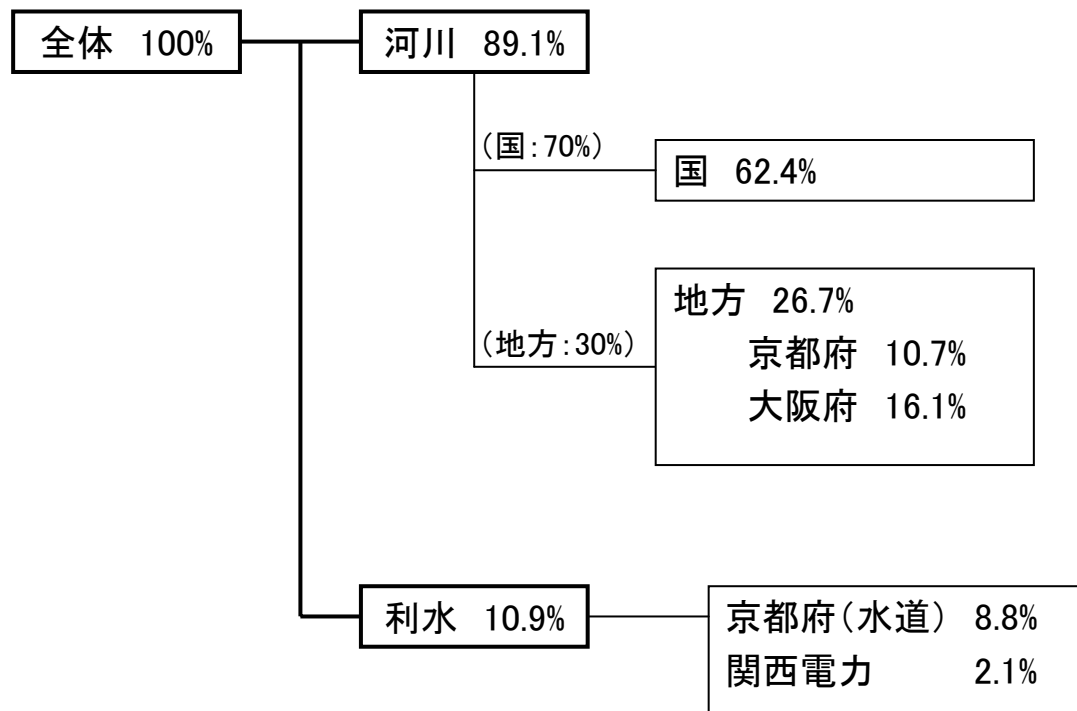 全体 100%
河川 89.1%
(国:70%)
国 62.4%
(地方:30%)
地方 26.7%
京都府 10.7%
大阪府 16.1%
利水 10.9%
京都府(水道) 8.8%
関西電力 2.1%